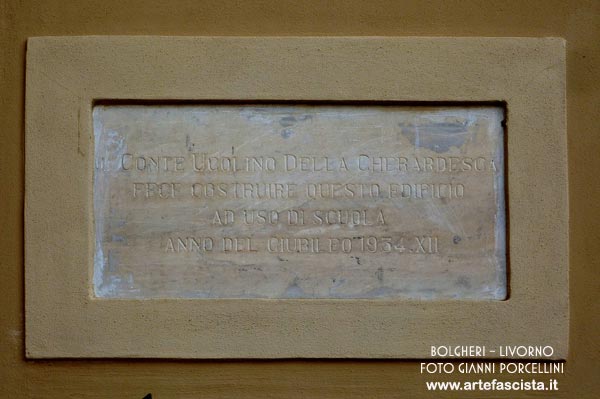 IL CONTE UGOLINO DELLA GHERARDESCA
FECE COSTRUIRE QUESTO EDIFICIO
AD USO DI SCUOLA
ANNO DEL GIUBILEO 1934.XII
BOLGHERI - LIVORNO
FOTO GIANNI PORCELLINI
www.artefascista.it